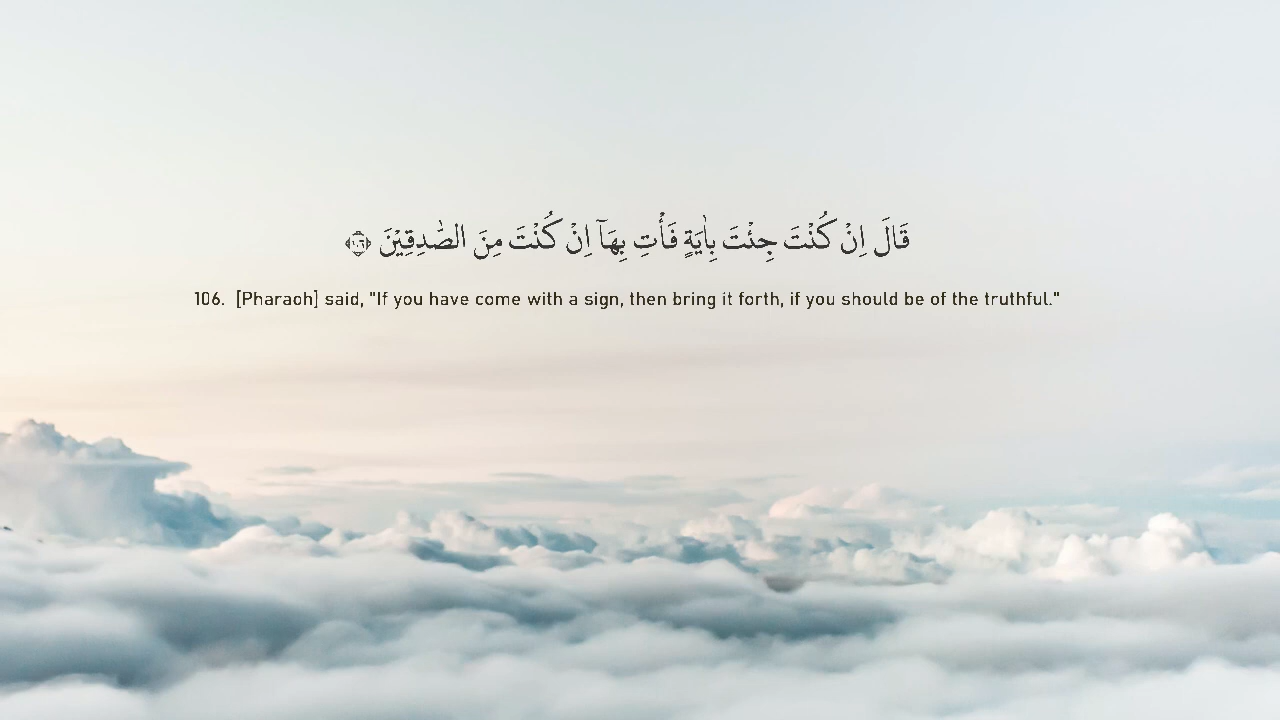 قَالَ اِنْ كُنْتَ جِئْتَ بِاٰيَةٍ فَأْتِ بِهَآ اِنْ كُنْتَ مِنَ الصّٰدِقِيْنَ ١٠٦
106. [Pharaoh] said, "If you have come with a sign, then bring it forth, if you should be of the truthful."